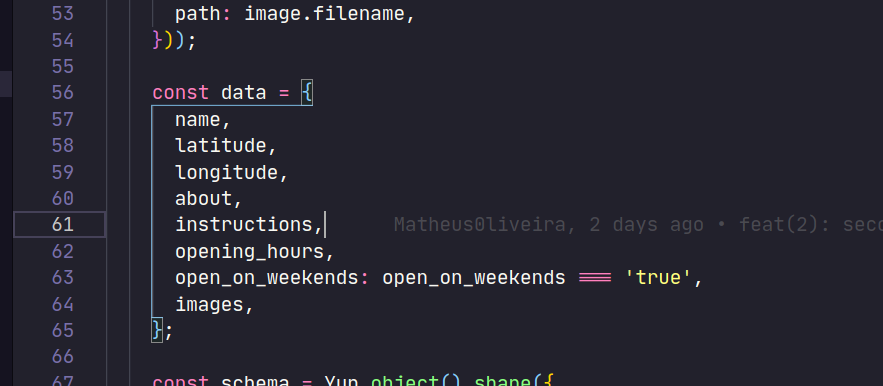 53 path: image.filename,
54 }));
55
56 const data = {
57 name,
58 latitude,
59 longitude,
60 about,
61 instructions, Matheus0liveira, 2 days ago • feat(2): seco
62 opening_hours,
63 open_on_weekends: open_on_weekends === 'true',
64 images,
65 };
66
67 const schema = Yup.object().shape({